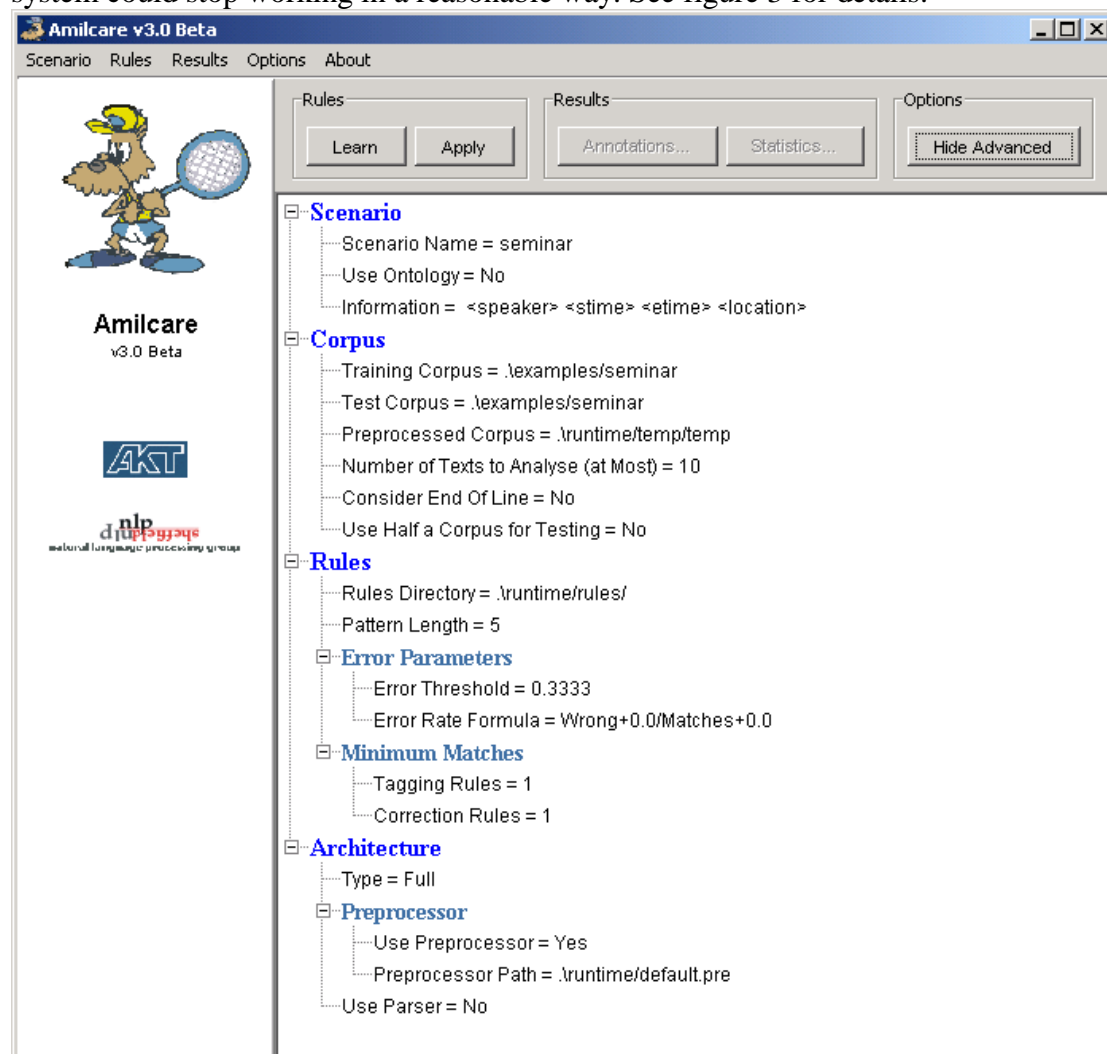 system could stop working in a reasonable way. See figure 3 for details.
Amilcare v3.0 Beta
Scenario Rules Results Options About
Rules
Results
Options
Learn
Apply
Annotations...
Statistics...
Hide Advanced
Scenario
Scenario Name = seminar
Use Ontology = No
Information = <speaker> <stime> <etime> <location>
Amilcare
v3.0 Beta
Corpus
Training Corpus = .\examples/seminar
Test Corpus = .\examples/seminar
Preprocessed Corpus = .\runtime/temp/temp
Number of Texts to Analyse (at Most) = 10
Consider End Of Line = No
Use Half a Corpus for Testing = No
AKT
nlp
sheffield
natural language processing group
Rules
Rules Directory = .\runtime/rules/
Pattern Length = 5
Error Parameters
Error Threshold = 0.3333
Error Rate Formula = Wrong+0.0/Matches+0.0
Minimum Matches
Tagging Rules = 1
Correction Rules = 1
Architecture
Type = Full
Preprocessor
Use Preprocessor = Yes
Preprocessor Path = .\runtime/default.pre
Use Parser = No